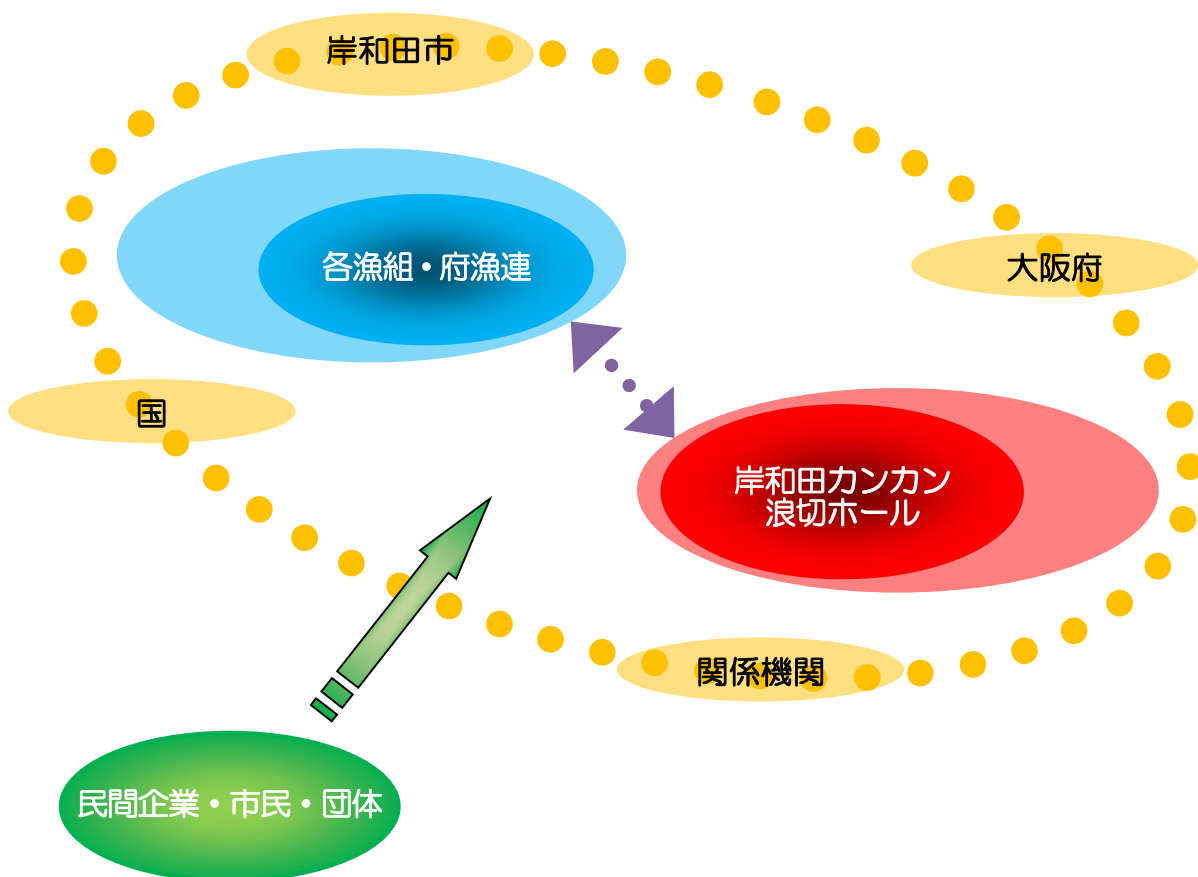 岸和田市
各漁組・府漁連
大阪府
国
岸和田カンカン
浪切ホール
関係機関
民間企業・市民・団体